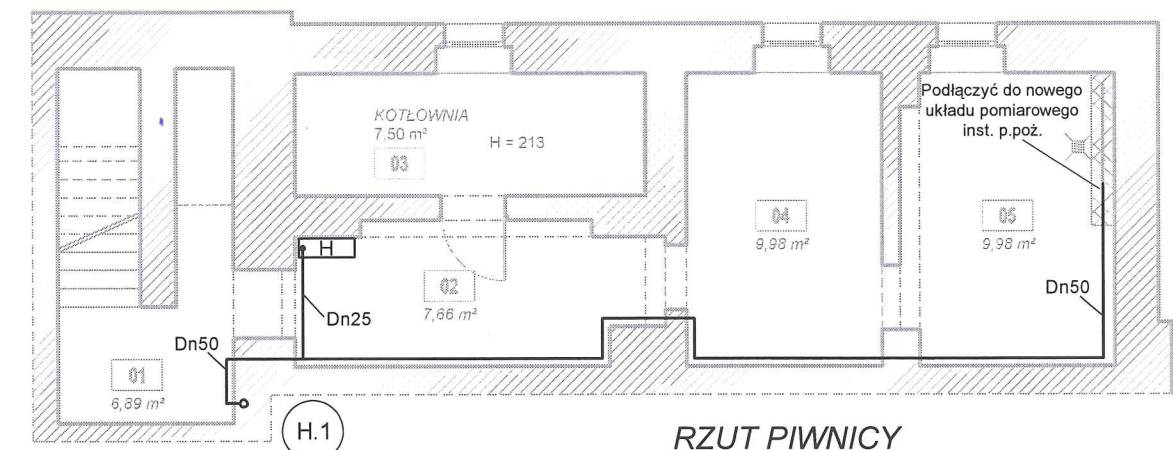 KOTŁOWNIA
7,50 m²
H = 213
03
Podłączyć do nowego
układu pomiarowego
inst. p.poż.
04
9,98 m²
05
9,98 m²
H
02
7,66 m²
Dn25
Dn50
Dn50
01
6,89 m²
H.1
RZUT PIWNICY